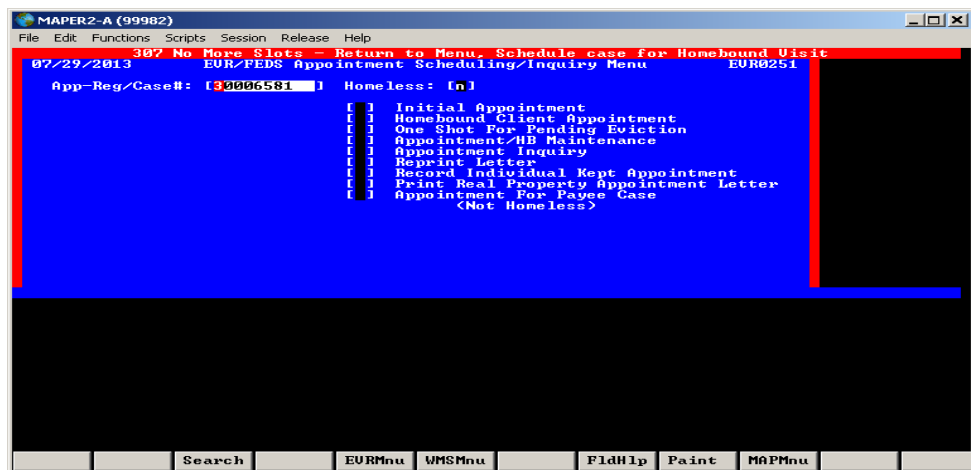 MAPER2-A (99982)
File Edit Functions Scripts Session Release Help
307 No More Slots - Return to Menu, Schedule case for Homebound Visit
07/29/2013 EVR/FEDS Appointment Scheduling/Inquiry Menu EVR0251
App-Reg/Case#: [30006581 ] Homeless: [n]
[ ] Initial Appointment
[ ] Homebound Client Appointment
[ ] One Shot For Pending Eviction
[ ] Appointment/HB Maintenance
[ ] Appointment Inquiry
[ ] Reprint Letter
[ ] Record Individual Kept Appointment
[ ] Print Real Property Appointment Letter
[ ] Appointment For Payee Case
(Not Homeless)
Search EVRMnu WMSMnu FldHlp Paint MAPMnu